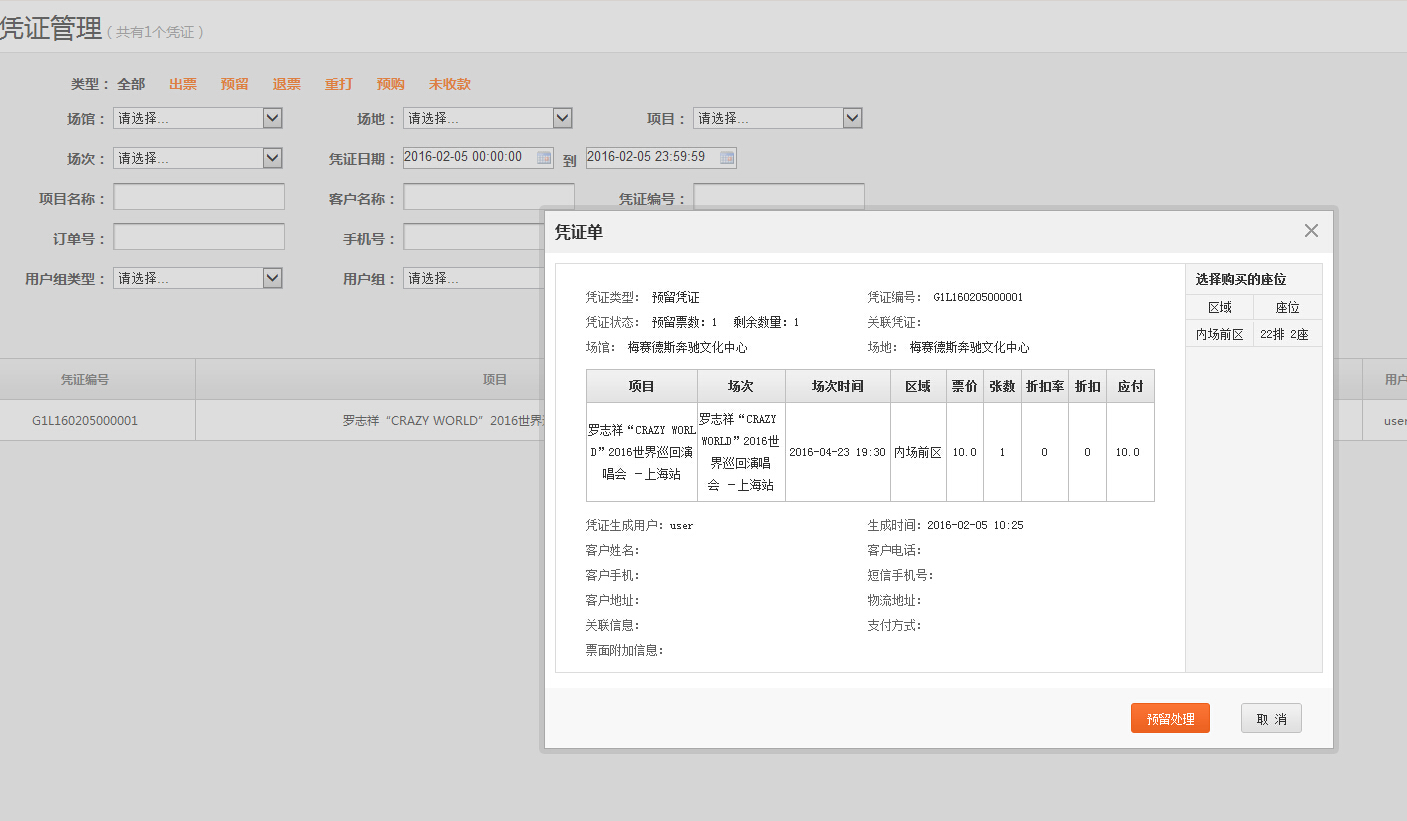 凭证管理 ( 共有1个凭证 )
类型： 全部 出票 预留 退票 重打 预购 未收款
场馆： 请选择... 场地： 请选择... 项目： 请选择...
场次： 请选择... 凭证日期： 2016-02-05 00:00:00 到 2016-02-05 23:59:59
项目名称： 客户名称： 凭证编号：
订单号： 手机号：
用户组类型： 请选择... 用户组： 请选择...
凭证编号 项目 用户
G1L160205000001 罗志祥“CRAZY WORLD”2016世界 user
凭证单
凭证类型: 预留凭证 凭证编号: G1L160205000001
凭证状态: 预留票数: 1 剩余数量: 1 关联凭证:
场馆: 梅赛德斯奔驰文化中心 场地: 梅赛德斯奔驰文化中心
项目 场次 场次时间 区域 票价 张数 折扣率 折扣 应付
罗志祥“CRAZY WORL
D”2016世界巡回演
唱会 －上海站
罗志祥“CRAZY
WORLD”2016世
界巡回演唱
会 －上海站
2016-04-23 19:30 内场前区 10.0 1 0 0 10.0
凭证生成用户: user 生成时间: 2016-02-05 10:25
客户姓名: 客户电话:
客户手机: 短信手机号:
客户地址: 物流地址:
关联信息: 支付方式:
票面附加信息:
选择购买的座位
区域 座位
内场前区 22排 2座
预留处理 取 消